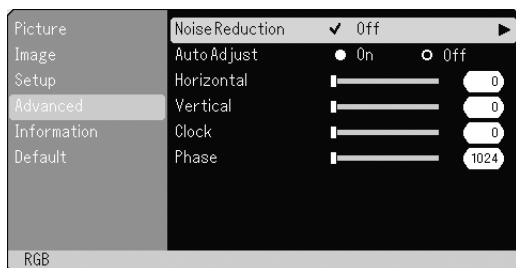 Picture
Image
Setup
Advanced
Information
Default
Noise Reduction ✔ Off ▶
Auto Adjust On Off
Horizontal 0
Vertical 0
Clock 0
Phase 1024
RGB